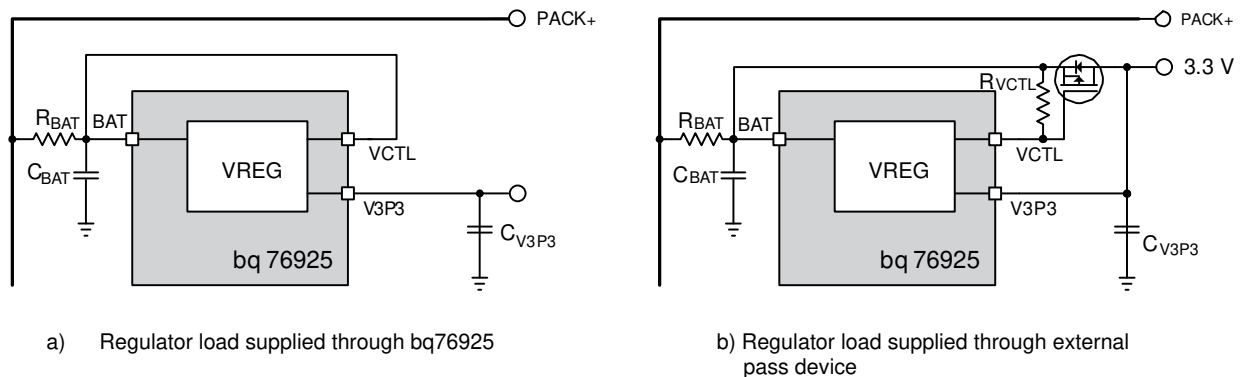 PACK+
RBAT
BAT
CBAT
VREG
VCTL
V3P3
CV3P3
bq 76925
a) Regulator load supplied through bq76925
PACK+
3.3 V
RVCTL
RBAT
BAT
CBAT
VREG
VCTL
V3P3
CV3P3
bq 76925
b) Regulator load supplied through external
pass device